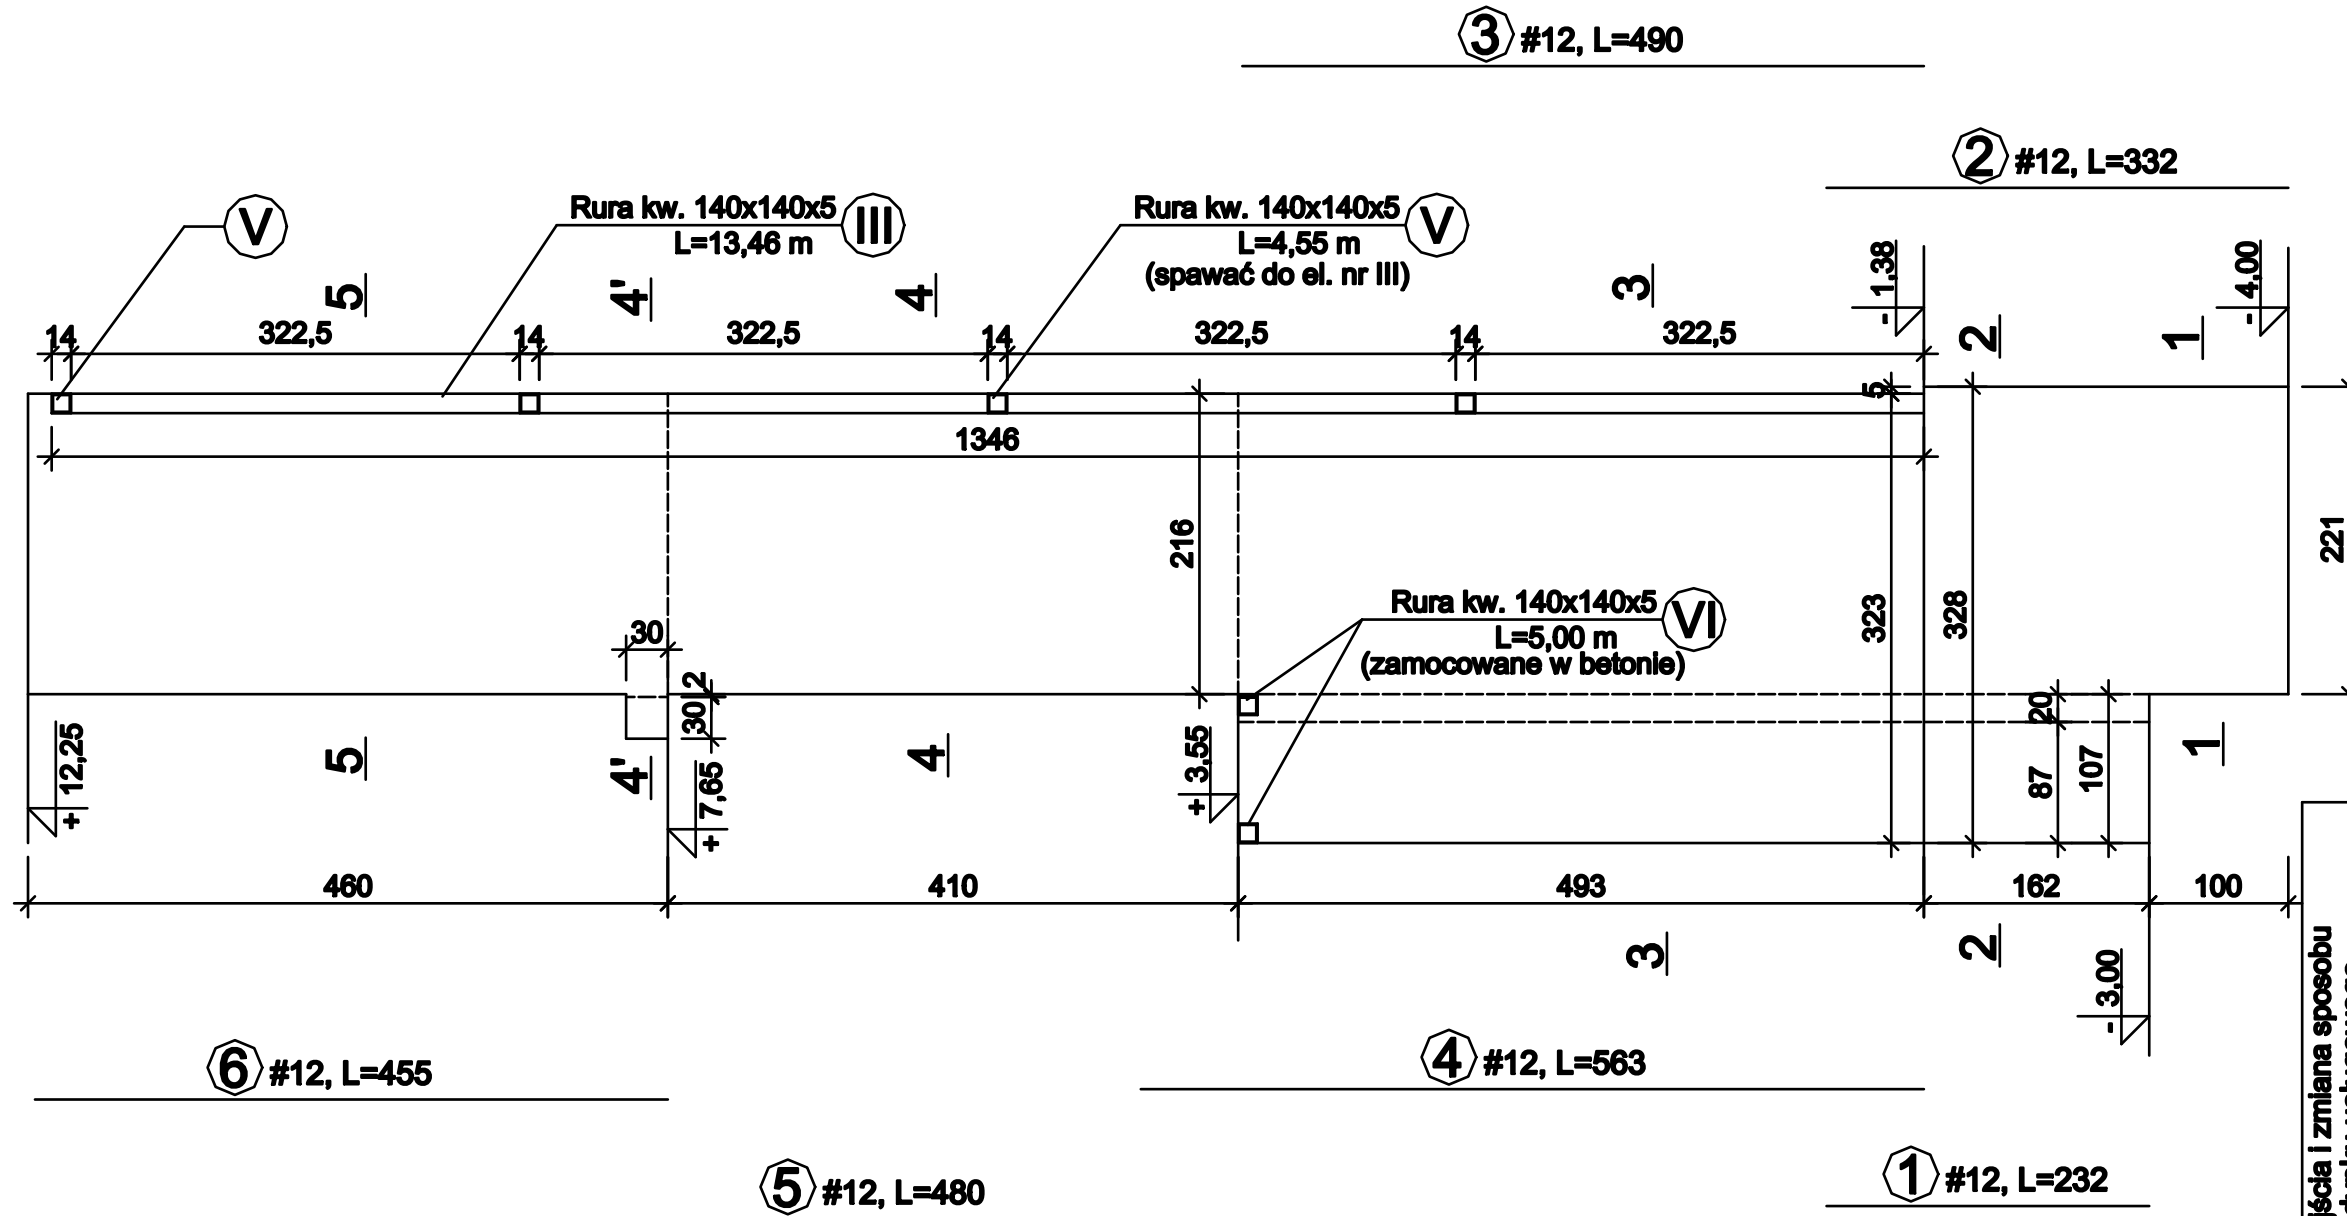 3 #12, L=490
2 #12, L=332
V
Rura kw. 140x140x5 III
L=13,46 m
Rura kw. 140x140x5 V
L=4,55 m
(spawać do el. nr III)
5
4'
4
3
- 1,38
2
1
- 4,00
14
322,5
14
322,5
14
322,5
14
322,5
5
1346
216
323
328
221
Rura kw. 140x140x5 VI
L=5,00 m
(zamocowane w betonie)
30
2
30
20
87
107
+ 12,25
5
4'
+ 7,65
4
+ 3,55
1
460
410
493
162
100
3
2
- 3,00
6 #12, L=455
4 #12, L=563
5 #12, L=480
1 #12, L=232
i zmiana sposobu